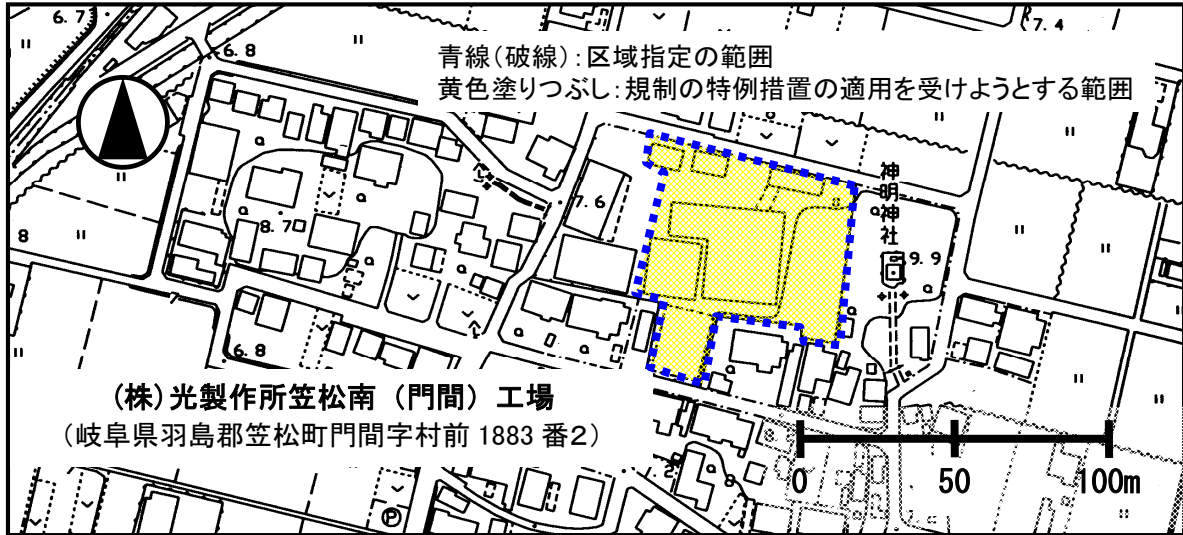 青線(破線):区域指定の範囲
黄色塗りつぶし:規制の特例措置の適用を受けようとする範囲
6.7
6.8
7.4
7.6
神明神社
8.7
9.9
8
6.8
(株)光製作所笠松南(門間)工場
(岐阜県羽島郡笠松町門間字村前 1883 番2)
0 50 100m
P